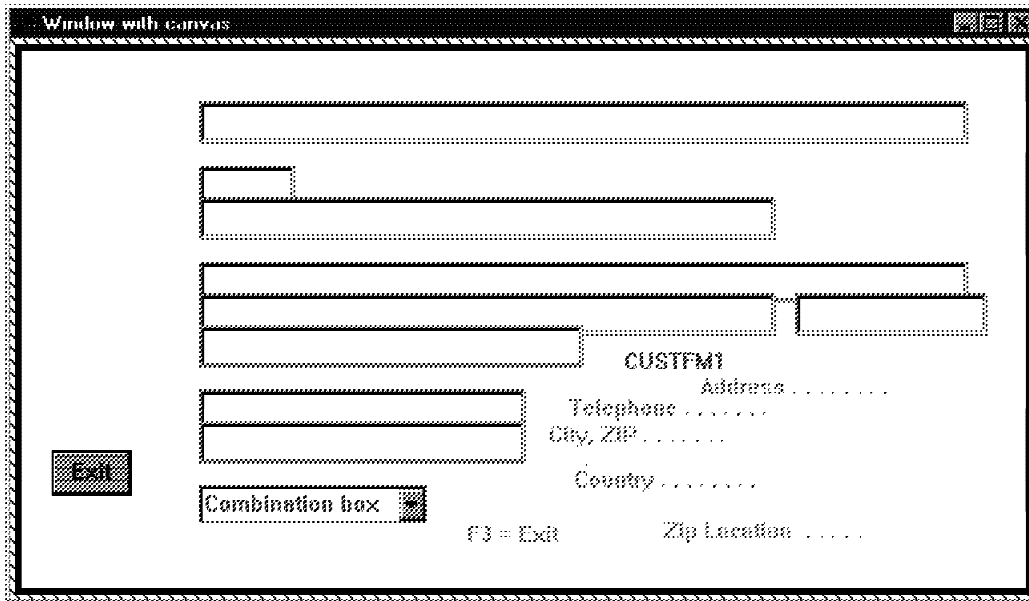 Window with canvas
CUSTFM1
Address . . . . . . . .
Telephone . . . . . . .
City, ZIP . . . . . . .
Exit
Country . . . . . . . .
Combination box
F3 = Exit
Zip Location . . . . .